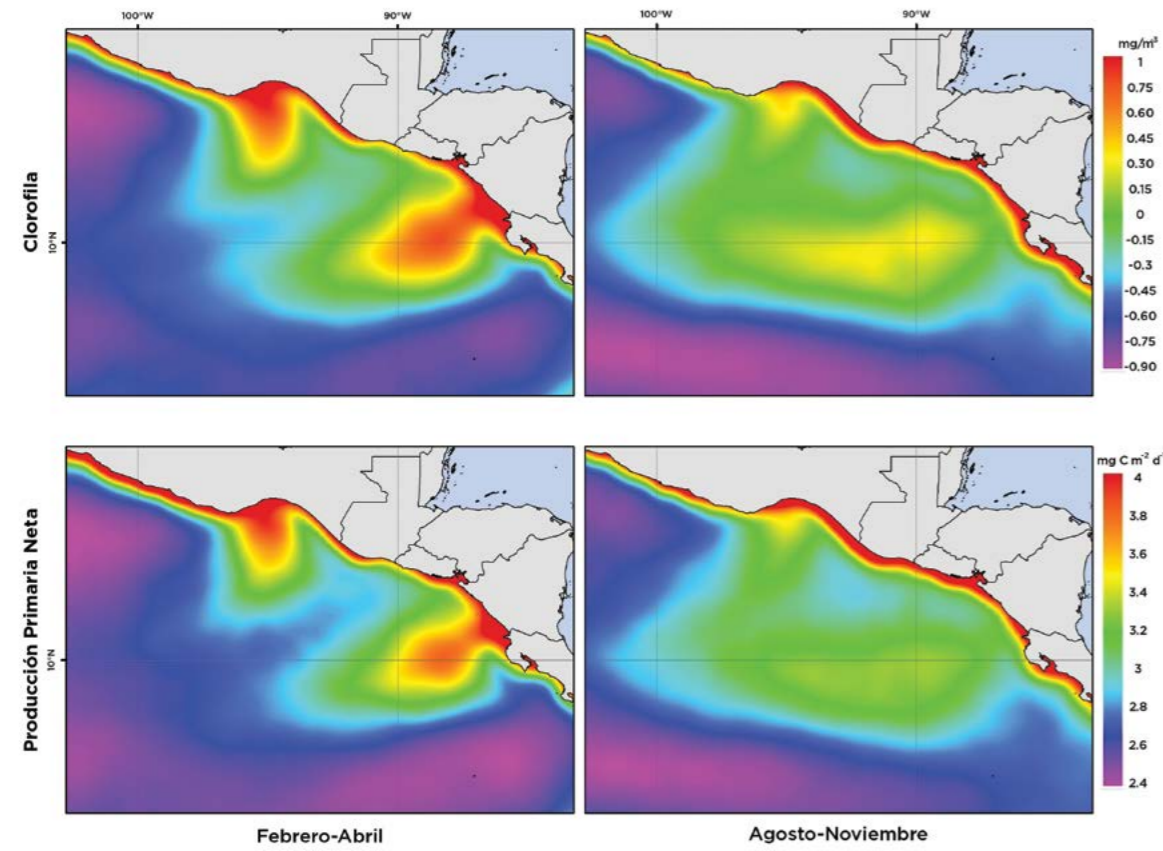 100°W 90°W 100°W 90°W
Clorofila
10°N
mg/m³
1
0.75
0.60
0.45
0.30
0.15
0
-0.15
-0.3
-0.45
-0.60
-0.75
-0.90
100°W 90°W
Producción Primaria Neta
10°N
mg C m⁻² d⁻
4
3.8
3.6
3.4
3.2
3
2.8
2.6
2.4
Febrero-Abril Agosto-Noviembre